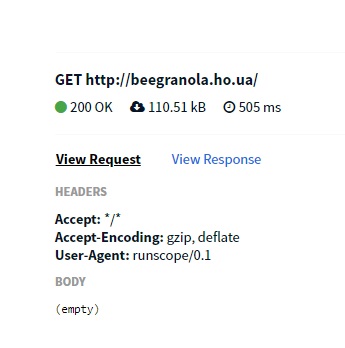 GET http://beegranola.ho.ua/
200 OK 110.51 kB 505 ms
View Request View Response
HEADERS
Accept: */*
Accept-Encoding: gzip, deflate
User-Agent: runscope/0.1
BODY
(empty)